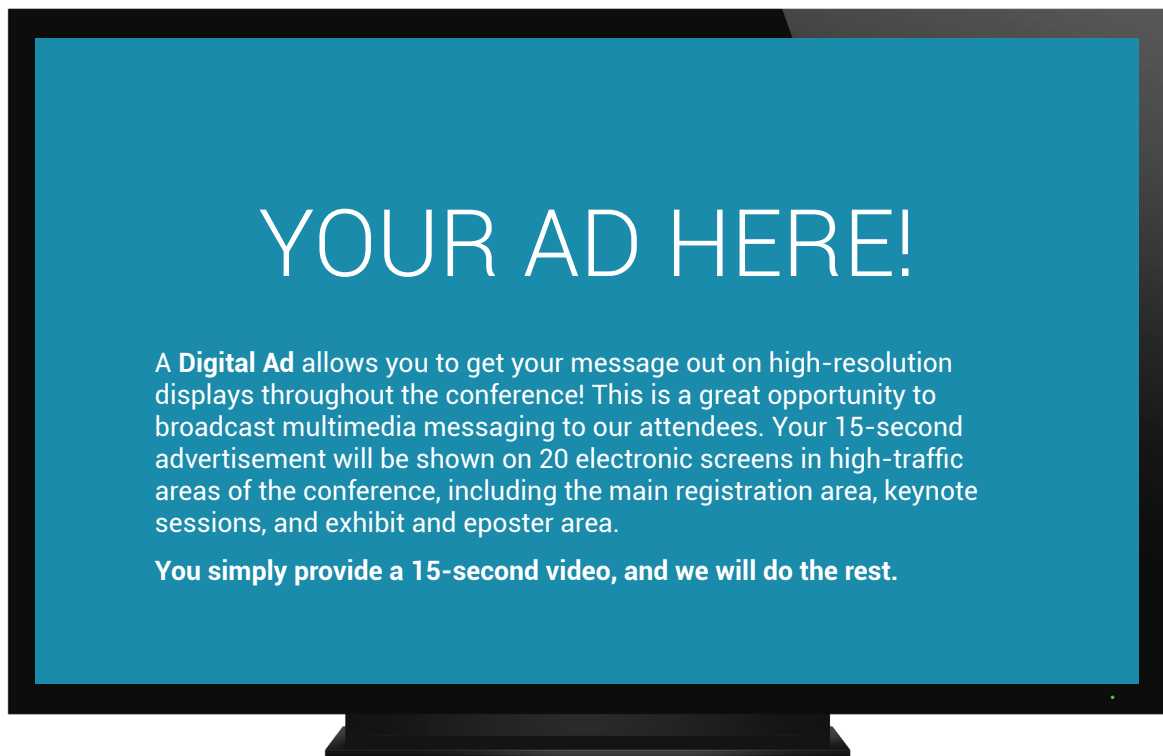 YOUR AD HERE!
A Digital Ad allows you to get your message out on high-resolution
displays throughout the conference! This is a great opportunity to
broadcast multimedia messaging to our attendees. Your 15-second
advertisement will be shown on 20 electronic screens in high-traffic
areas of the conference, including the main registration area, keynote
sessions, and exhibit and eposter area.
You simply provide a 15-second video, and we will do the rest.